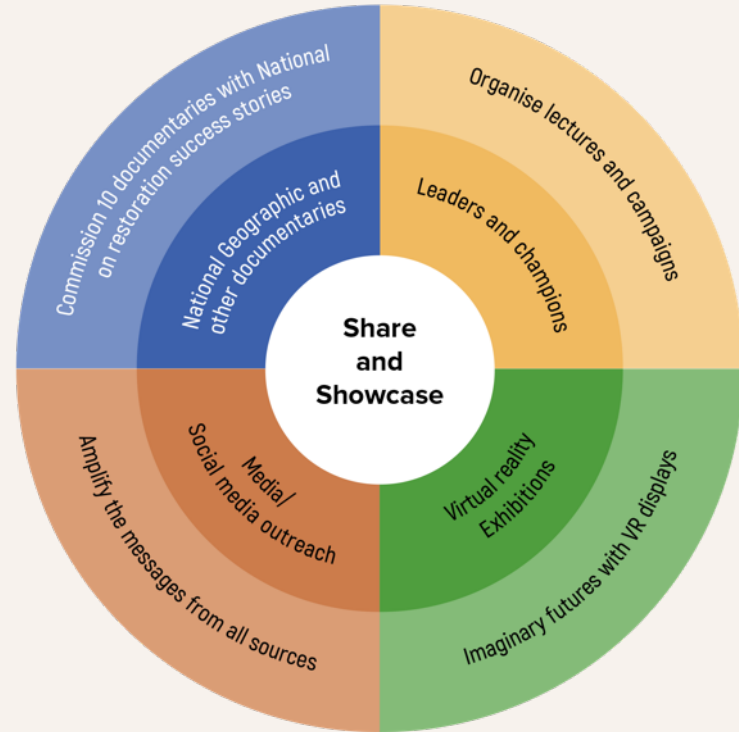 Commission 10 documentaries with National
on restoration success stories
National Geographic and
other documentaries
Organise lectures and campaigns
Leaders and champions
Share
and
Showcase
Media/
Social media outreach
Amplify the messages from all sources
Virtual reality
Exhibitions
Imaginary futures with VR displays